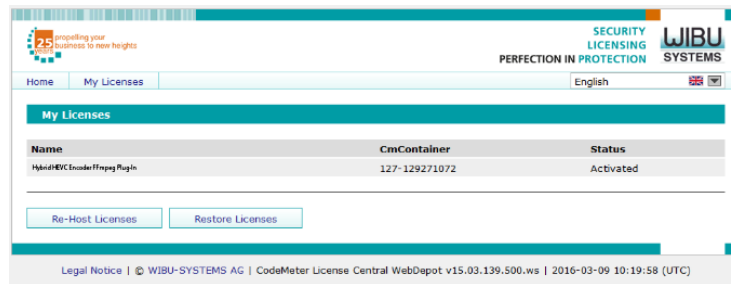 25 years propelling your business to new heights
SECURITY
LICENSING
PERFECTION IN PROTECTION
WIBU SYSTEMS
Home My Licenses English
My Licenses
Name CmContainer Status
Hybrid HEVC Encoder FFmpeg Plug-In 127-129271072 Activated
Re-Host Licenses Restore Licenses
Legal Notice | © WIBU-SYSTEMS AG | CodeMeter License Central WebDepot v15.03.139.500.ws | 2016-03-09 10:19:58 (UTC)